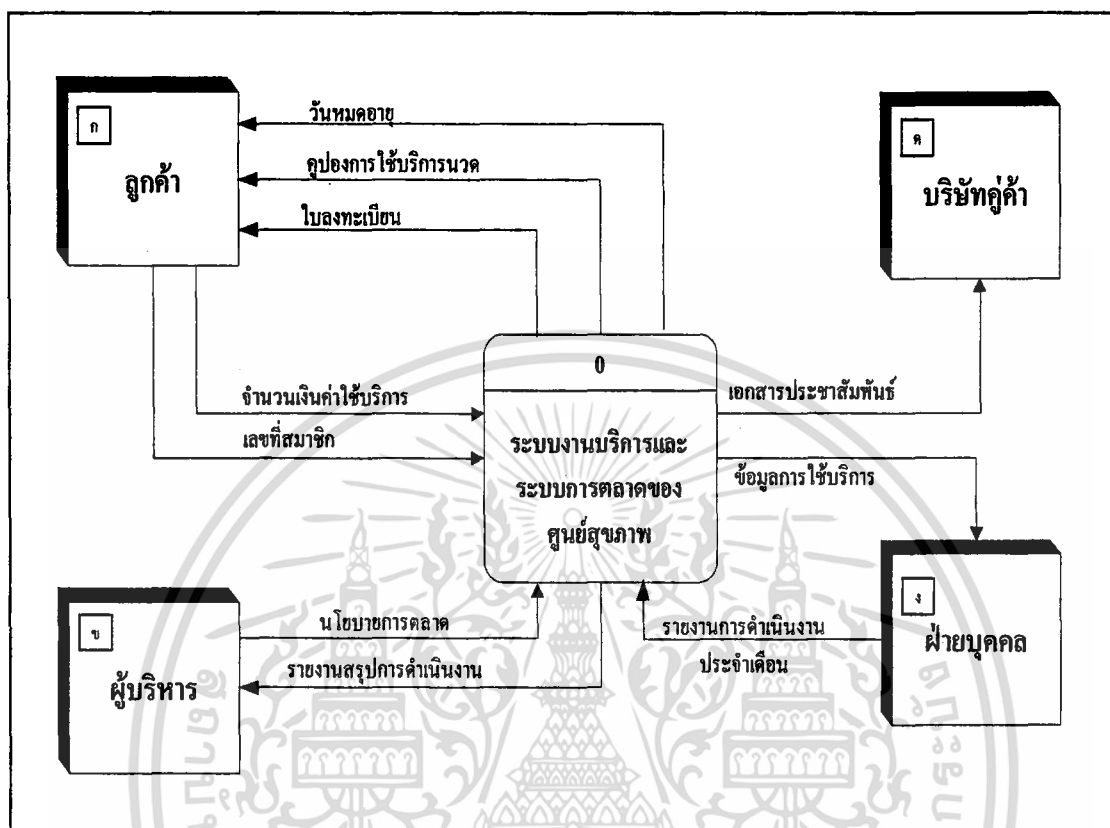 ก
ลูกค้า
วันหมดอายุ
คูปองการใช้บริการนวด
ใบลงทะเบียน
ค
บริษัทคู่ค้า
0
ระบบงานบริการและ
ระบบการตลาดของ
ศูนย์สุขภาพ
จำนวนเงินค่าใช้บริการ
เลขที่สมาชิก
เอกสารประชาสัมพันธ์
ข้อมูลการใช้บริการ
ข
ผู้บริหาร
นโยบายการตลาด
รายงานสรุปการดำเนินงาน
รายงานการดำเนินงาน
ประจำเดือน
ง
ฝ่ายบุคคล